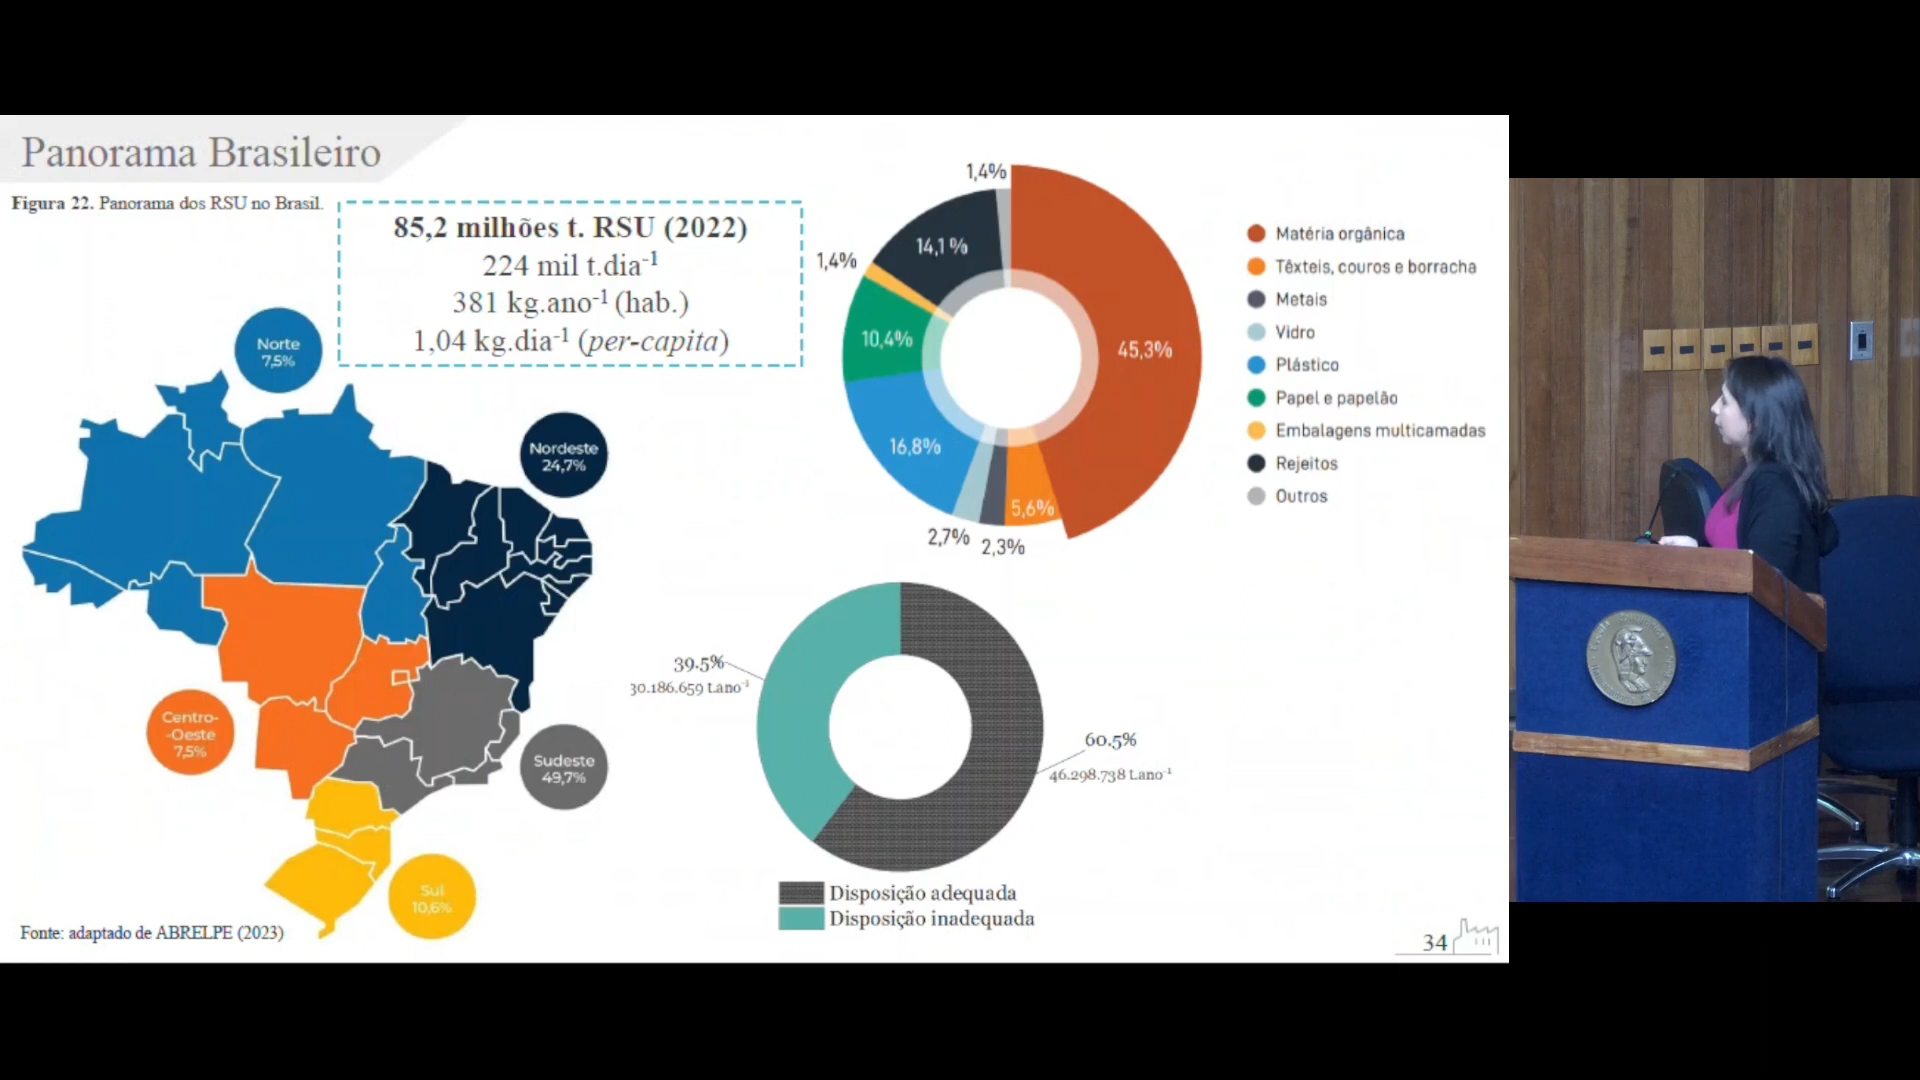 Panorama Brasileiro
Figura 22. Panorama dos RSU no Brasil.
85,2 milhões t. RSU (2022)
224 mil t.dia⁻¹
381 kg.ano⁻¹ (hab.)
1,04 kg.dia⁻¹ (per-capita)
Norte
7,5%
Nordeste
24,7%
Centro-
-Oeste
7,5%
Sudeste
49,7%
Sul
10,6%
Fonte: adaptado de ABRELPE (2023)
1,4%
14,1%
1,4%
10,4%
45,3%
16,8%
5,6%
2,7%
2,3%
Matéria orgânica
Têxteis, couros e borracha
Metais
Vidro
Plástico
Papel e papelão
Embalagens multicamadas
Rejeitos
Outros
39.5%
30.186.659 t.ano⁻¹
60.5%
46.298.738 t.ano⁻¹
Disposição adequada
Disposição inadequada
34